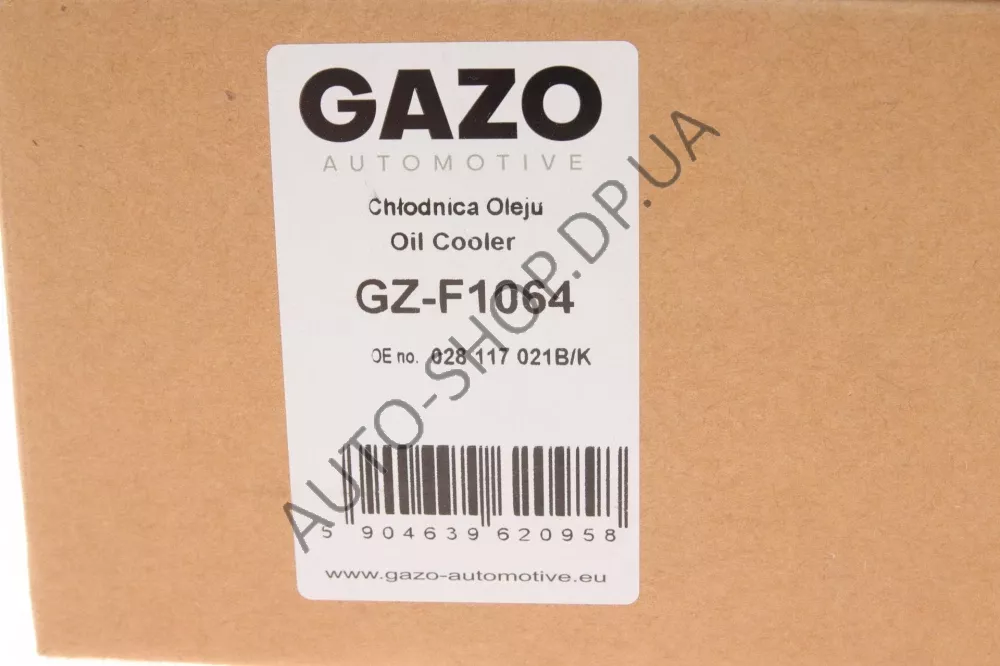 GAZO
AUTOMOTIVE
Chłodnica Oleju
Oil Cooler
GZ-F1064
OE no. 028 117 021B/K
5 904639 620958
www.gazo-automotive.eu
AUTO-SHOP.DP.UA